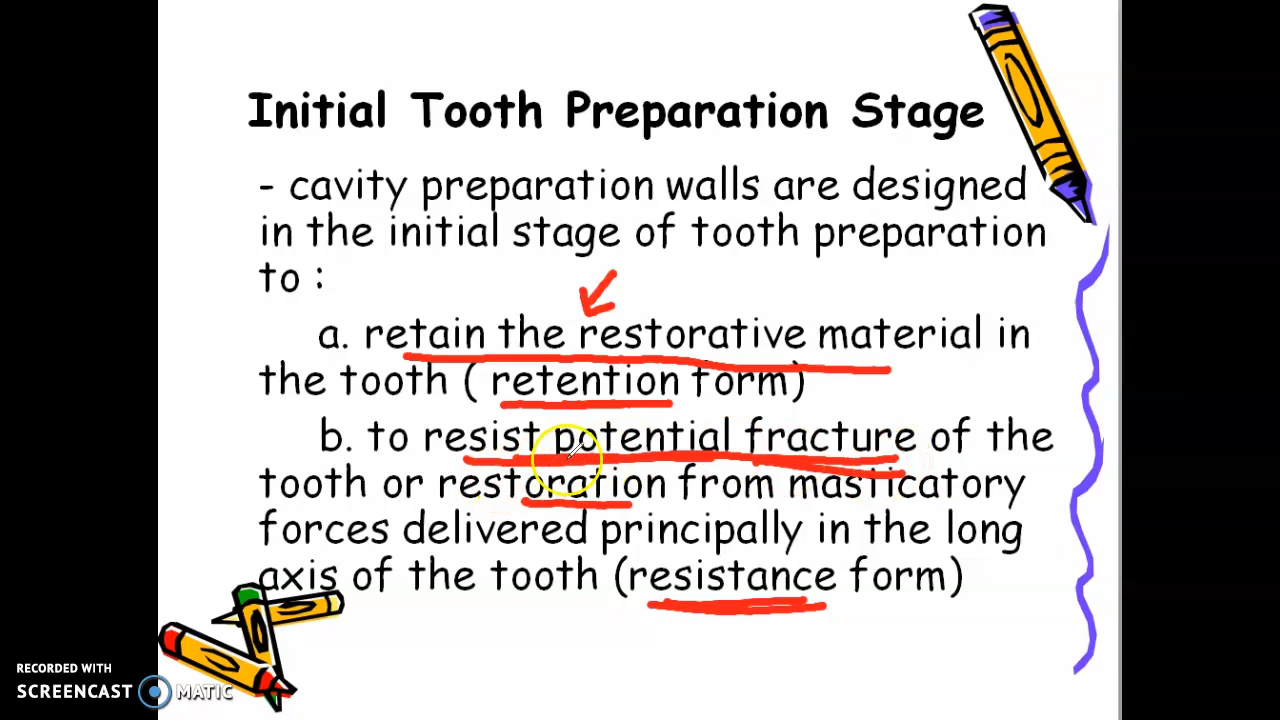 Initial Tooth Preparation Stage
- cavity preparation walls are designed
in the initial stage of tooth preparation
to :
a. retain the restorative material in
the tooth ( retention form)
b. to resist potential fracture of the
tooth or restoration from masticatory
forces delivered principally in the long
axis of the tooth (resistance form)
RECORDED WITH
SCREENCAST MATIC